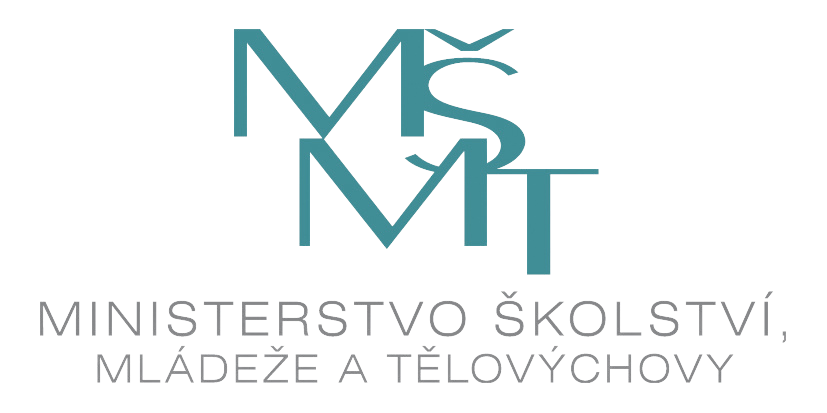 MŠ
MT
MINISTERSTVO ŠKOLSTVÍ,
MLÁDEŽE A TĚLOVÝCHOVY